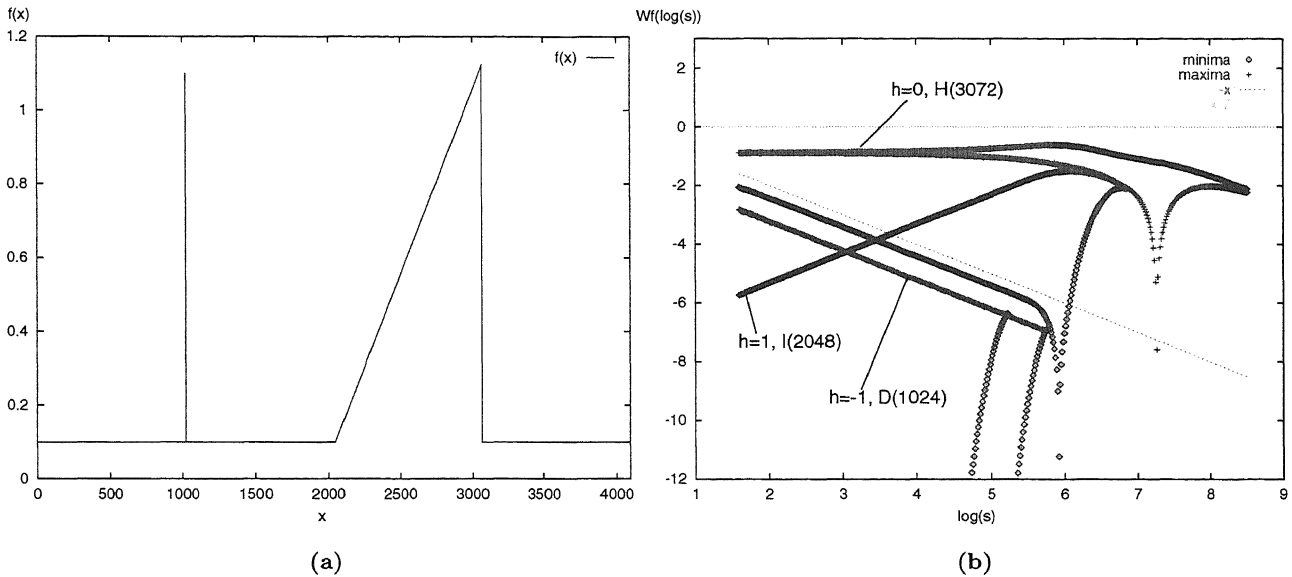 f(x)
1.2
1
0.8
0.6
0.4
0.2
0
0 500 1000 1500 2000 2500 3000 3500 4000
x
f(x)
(a)
Wf(log(s))
2
0
-2
-4
-6
-8
-10
-12
1 2 3 4 5 6 7 8 9
log(s)
minima
maxima
-x
h=0, H(3072)
h=1, I(2048)
h=-1, D(1024)
(b)